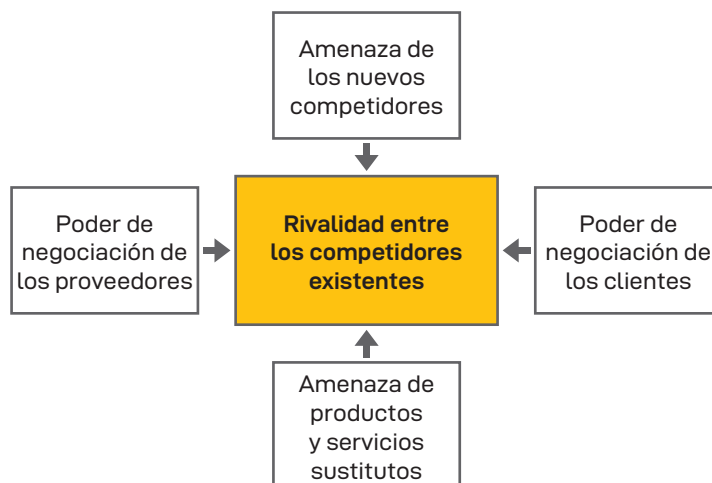 Amenaza de
los nuevos
competidores
Poder de
negociación de
los proveedores
Rivalidad entre
los competidores
existentes
Poder de
negociación de
los clientes
Amenaza de
productos
y servicios
sustitutos